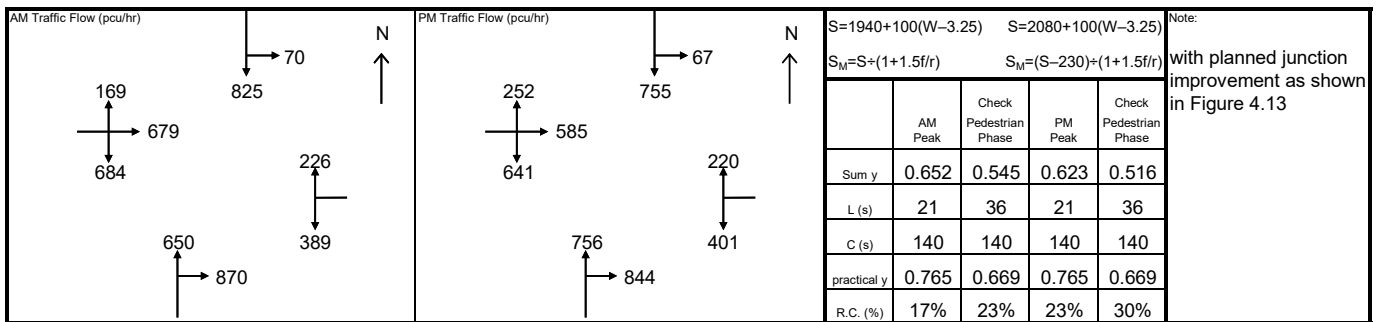 AM Traffic Flow (pcu/hr)
N
70
825
169
679
684
226
389
650
870
PM Traffic Flow (pcu/hr)
N
67
755
252
585
641
220
401
756
844
S=1940+100(W–3.25) S=2080+100(W–3.25)
S_M=S÷(1+1.5f/r) S_M=(S–230)÷(1+1.5f/r)
AM Peak Check Pedestrian Phase PM Peak Check Pedestrian Phase
Sum y 0.652 0.545 0.623 0.516
L (s) 21 36 21 36
C (s) 140 140 140 140
practical y 0.765 0.669 0.765 0.669
R.C. (%) 17% 23% 23% 30%
Note:
with planned junction
improvement as shown
in Figure 4.13